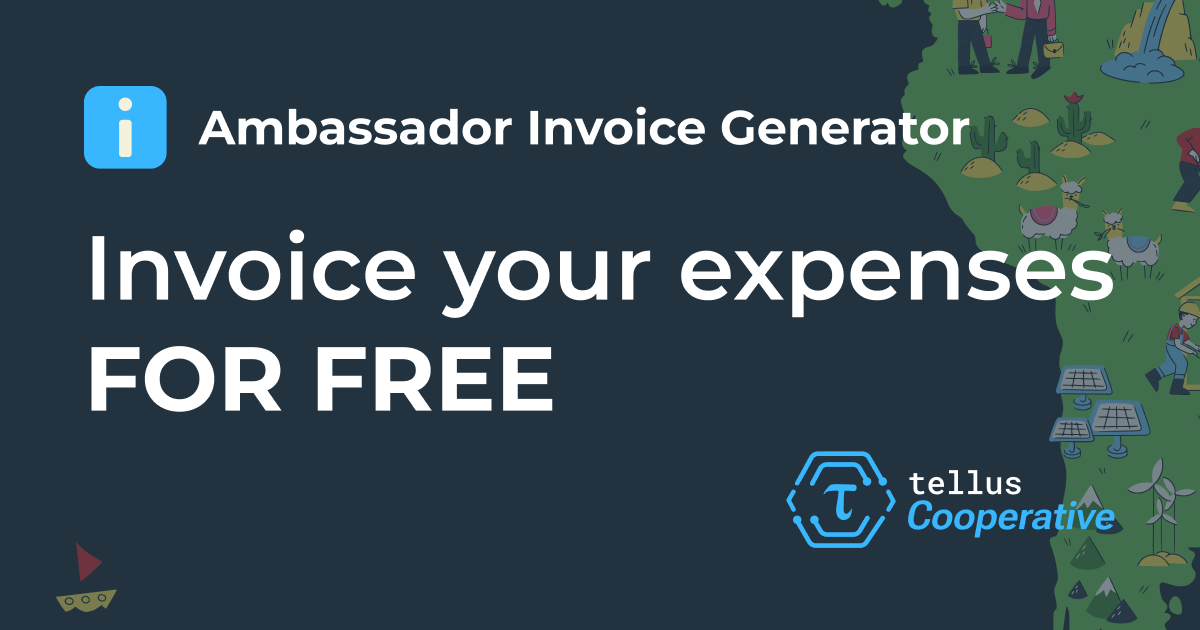 i Ambassador Invoice Generator
Invoice your expenses
FOR FREE
τ
tellus
Cooperative